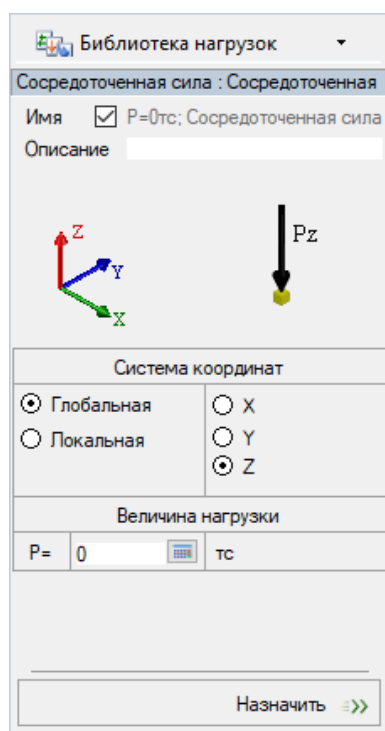 Библиотека нагрузок
Сосредоточенная сила : Сосредоточенная
Имя P=0тс; Сосредоточенная сила
Описание
Z
Y
X
Pz
Система координат
Глобальная X
Локальная Y
Z
Величина нагрузки
P= 0 тс
Назначить